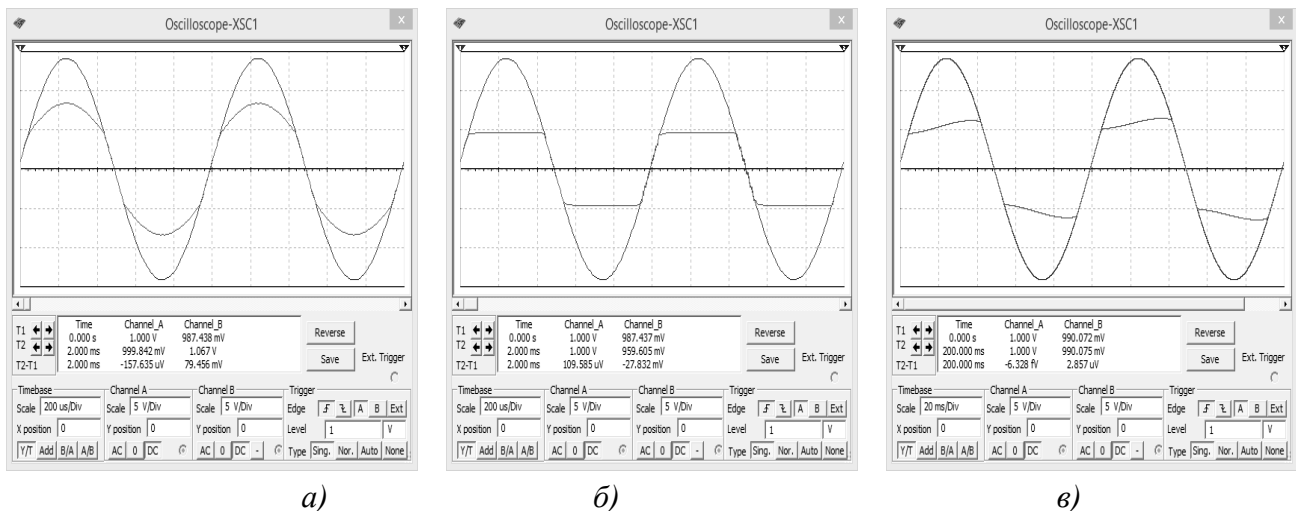 Oscilloscope-XSC1 x
T1
T2
T2-T1
Time Channel_A Channel_B
0.000 s 1.000 V 987.438 mV
2.000 ms 999.842 mV 1.067 V
2.000 ms -157.635 uV 79.456 mV
Reverse
Save
Ext. Trigger
Timebase
Scale 200 us/Div
X position 0
Y/T Add B/A A/B
Channel A
Scale 5 V/Div
Y position 0
AC 0 DC
Channel B
Scale 5 V/Div
Y position 0
AC 0 DC -
Trigger
Edge A B Ext
Level 1 V
Type Sing. Nor. Auto None
а)
Oscilloscope-XSC1 x
T1
T2
T2-T1
Time Channel_A Channel_B
0.000 s 1.000 V 987.437 mV
2.000 ms 1.000 V 959.605 mV
2.000 ms 109.585 uV -27.832 mV
Reverse
Save
Ext. Trigger
Timebase
Scale 200 us/Div
X position 0
Y/T Add B/A A/B
Channel A
Scale 5 V/Div
Y position 0
AC 0 DC
Channel B
Scale 5 V/Div
Y position 0
AC 0 DC -
Trigger
Edge A B Ext
Level 1 V
Type Sing. Nor. Auto None
б)
Oscilloscope-XSC1 x
T1
T2
T2-T1
Time Channel_A Channel_B
0.000 s 1.000 V 990.072 mV
200.000 ms 1.000 V 990.075 mV
200.000 ms -6.328 fV 2.857 uV
Reverse
Save
Ext. Trigger
Timebase
Scale 20 ms/Div
X position 0
Y/T Add B/A A/B
Channel A
Scale 5 V/Div
Y position 0
AC 0 DC
Channel B
Scale 5 V/Div
Y position 0
AC 0 DC -
Trigger
Edge A B Ext
Level 1 V
Type Sing. Nor. Auto None
в)